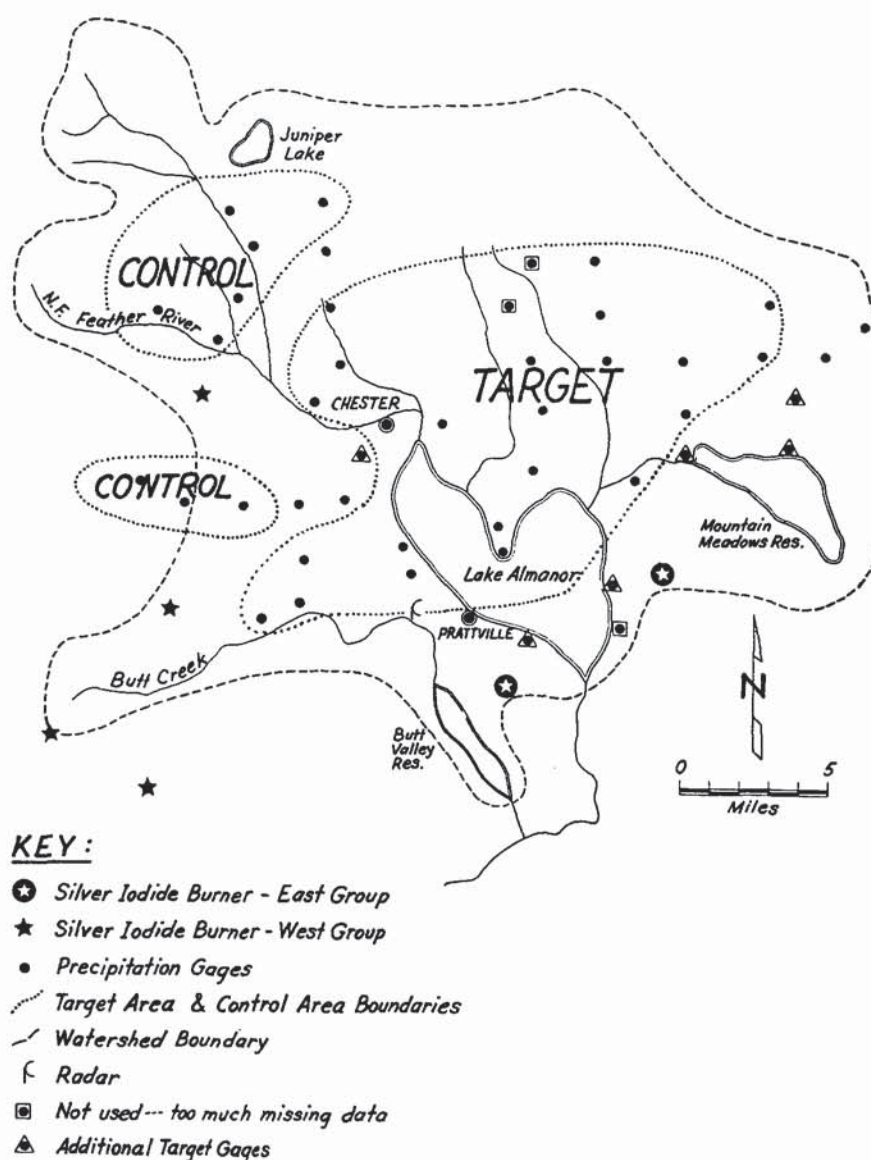 Juniper
Lake
CONTROL
N.F. Feather River
TARGET
CHESTER
CONTROL
Mountain
Meadows Res.
Lake Almanor
PRATTVILLE
Butt Creek
N
Butt
Valley
Res.
0 5
Miles
KEY:
Silver Iodide Burner - East Group
Silver Iodide Burner - West Group
Precipitation Gages
Target Area & Control Area Boundaries
Watershed Boundary
Radar
Not used --- too much missing data
Additional Target Gages